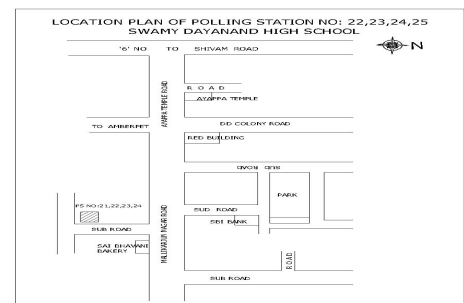 LOCATION PLAN OF POLLING STATION NO: 22,23,24,25
SWAMY DAYANAND HIGH SCHOOL
N
'6' NO TO SHIVAM ROAD
AYAPPA TEMPLE ROAD
ROAD
AYAPPA TEMPLE
TO AMBERPET
DD COLONY ROAD
RED BUILDING
SUB ROAD
PARK
PS NO:21,22,23,24
MALLIKARJUN NAGAR ROAD
SUD ROAD
SBI BANK
SUB ROAD
SAI BHAVANI
BAKERY
ROAD
SUB ROAD